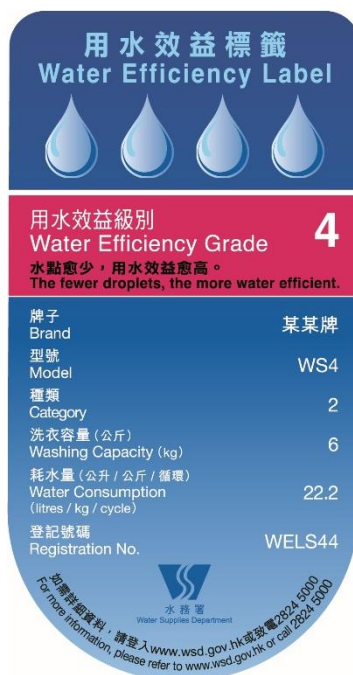 用水效益標籤
Water Efficiency Label
用水效益級別
Water Efficiency Grade 4
水點愈少，用水效益愈高。
The fewer droplets, the more water efficient.
牌子
Brand 某某牌
型號
Model WS4
種類
Category 2
洗衣容量 (公斤)
Washing Capacity (kg) 6
耗水量 (公升 / 公斤 / 循環)
Water Consumption 22.2
(litres / kg / cycle)
登記號碼
Registration No. WELS44
水務署
Water Supplies Department
如需詳細資料，請登入www.wsd.gov.hk或致電2824 5000
For more information, please refer to www.wsd.gov.hk or call 2824 5000